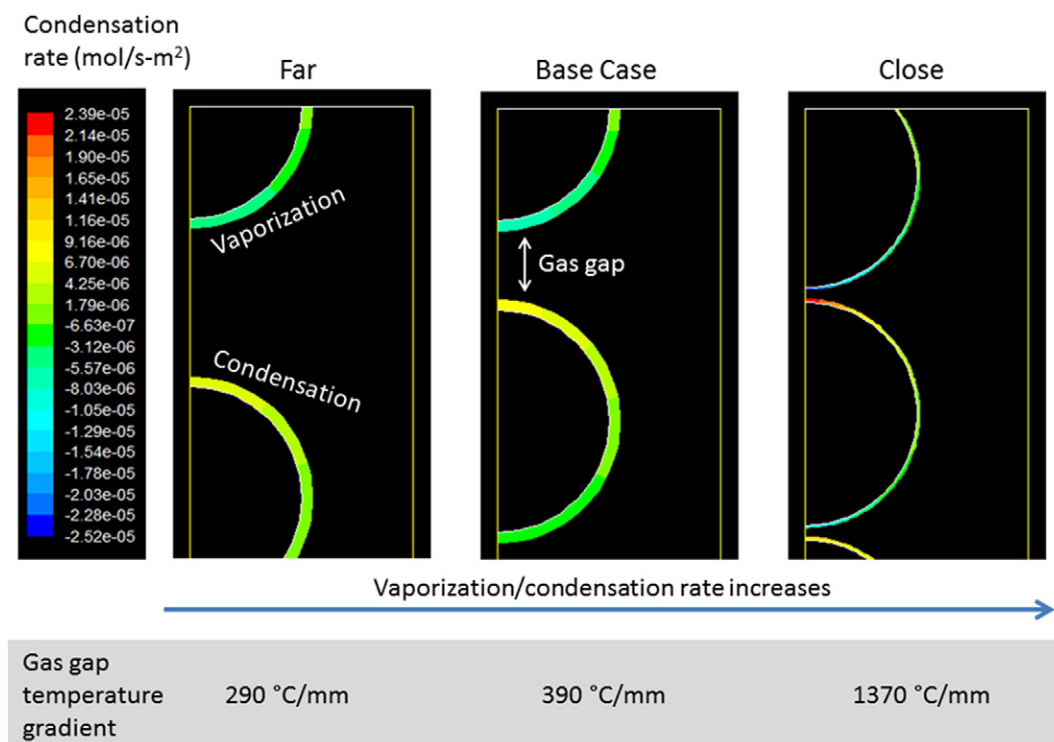 Condensation
rate (mol/s-m²)
Far
Base Case
Close
2.39e-05
2.14e-05
1.90e-05
1.65e-05
1.41e-05
1.16e-05
9.16e-06
6.70e-06
4.25e-06
1.79e-06
-6.63e-07
-3.12e-06
-5.57e-06
-8.03e-06
-1.05e-05
-1.29e-05
-1.54e-05
-1.78e-05
-2.03e-05
-2.28e-05
-2.52e-05
Vaporization
Condensation
Gas gap
Vaporization/condensation rate increases
Gas gap
temperature
gradient
290 °C/mm
390 °C/mm
1370 °C/mm